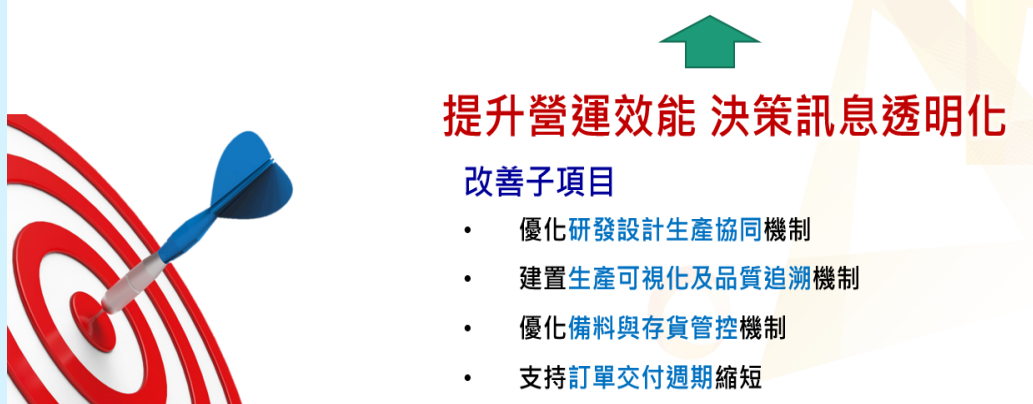 提升營運效能 決策訊息透明化
改善子項目
• 優化研發設計生產協同機制
• 建置生產可視化及品質追溯機制
• 優化備料與存貨管控機制
• 支持訂單交付週期縮短